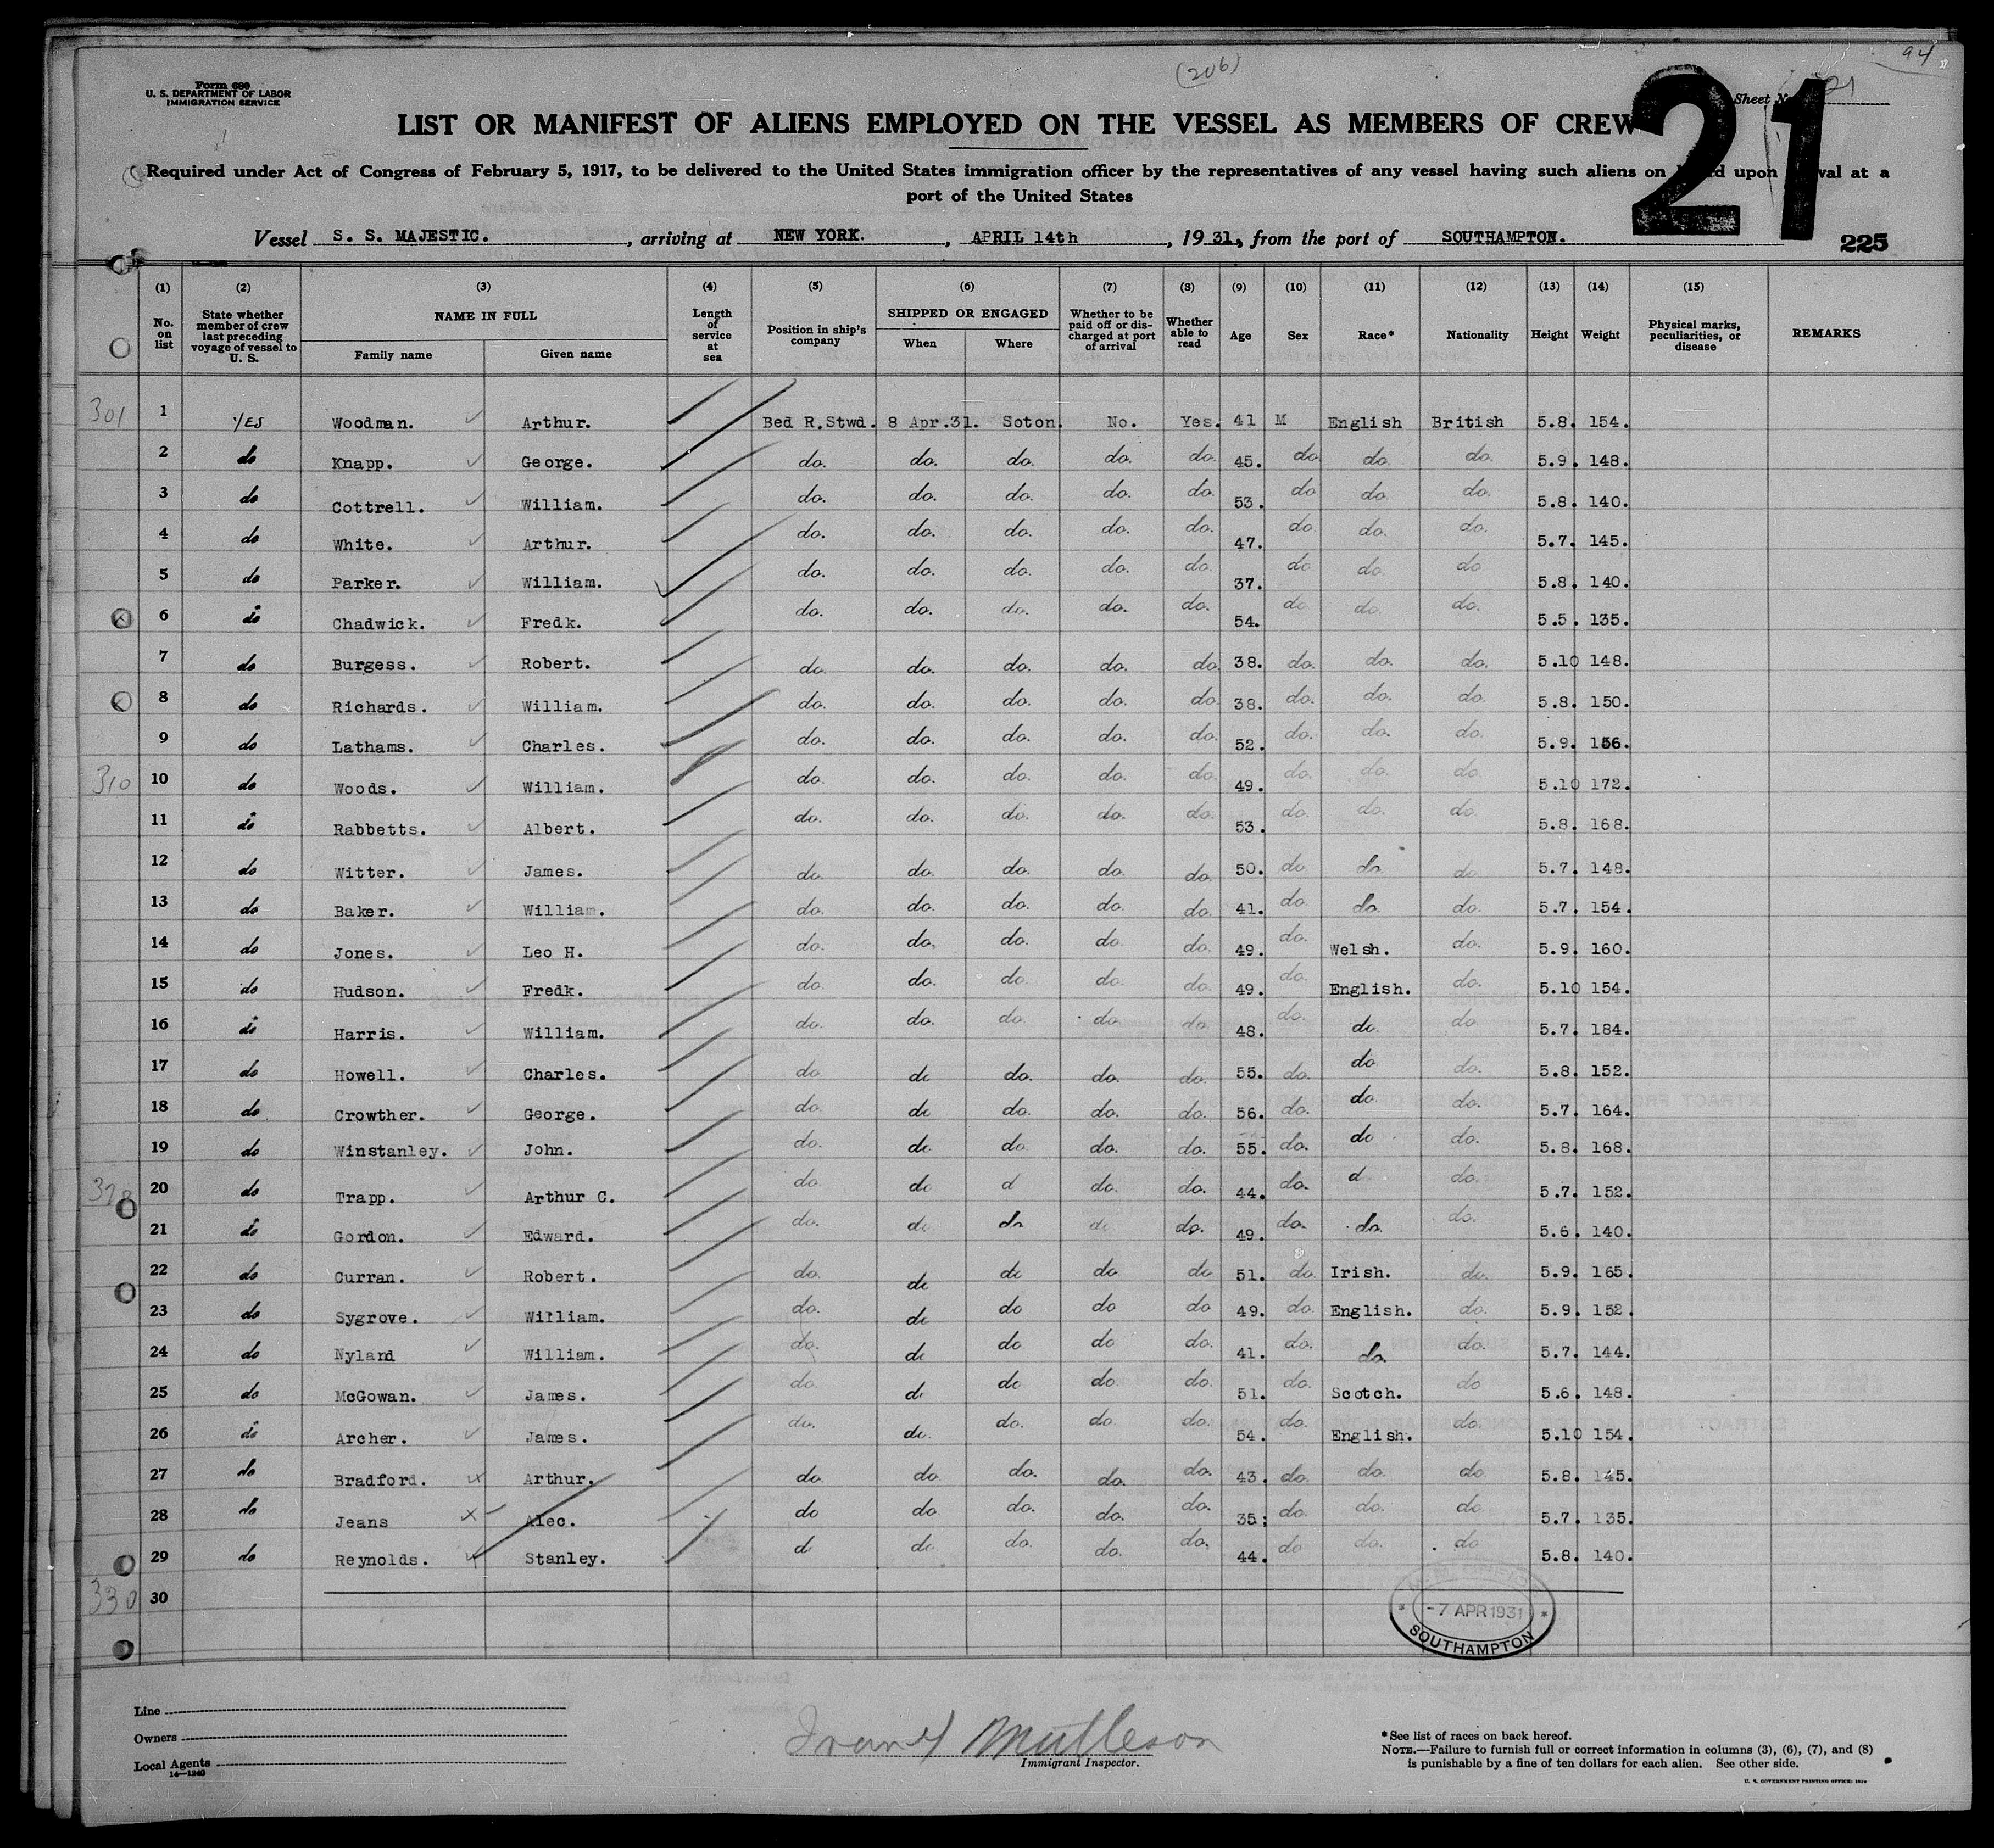 94
(206)
Form 680
U. S. DEPARTMENT OF LABOR
IMMIGRATION SERVICE
Sheet No. 21
21
LIST OR MANIFEST OF ALIENS EMPLOYED ON THE VESSEL AS MEMBERS OF CREW
Required under Act of Congress of February 5, 1917, to be delivered to the United States immigration officer by the representatives of any vessel having such aliens on upon val at a
port of the United States
Vessel S. S. MAJESTIC. , arriving at NEW YORK. , APRIL 14th , 19 31, from the port of SOUTHAMPTON.
225
(1) (2) (3) (4) (5) (6) (7) (8) (9) (10) (11) (12) (13) (14) (15)
No. on list State whether member of crew last preceding voyage of vessel to U. S. NAME IN FULL Family name Given name Length of service at sea Position in ship's company SHIPPED OR ENGAGED When Where Whether to be paid off or discharged at port of arrival Whether able to read Age Sex Race* Nationality Height Weight Physical marks, peculiarities, or disease REMARKS
301 1 YES Woodman. Arthur. Bed R.Stwd. 8 Apr.31. Soton. No. Yes. 41 M English British 5.8. 154.
2 do Knapp. George. do. do. do. do. do. 45. do do. do. 5.9. 148.
3 do Cottrell. William. do. do. do. do. do. 53. do do. do. 5.8. 140.
4 do White. Arthur. do. do. do. do. do. 47. do do. do. 5.7. 145.
5 do Parker. William. do. do. do. do. do. 37. do do. do 5.8. 140.
6 do Chadwick. Fredk. do. do. do. do. do. 54. do do. do. 5.5. 135.
7 do Burgess. Robert. do. do. do. do. do. 38. do. do. do. 5.10 148.
8 do Richards. William. do. do. do. do. do. 38. do. do. do. 5.8. 150.
9 do Lathams. Charles. do. do. do. do. do. 52. do. do. do. 5.9. 156.
310 10 do Woods. William. do. do. do. do. do. 49. do. do. do 5.10 172.
11 do Rabbetts. Albert. do. do. do. do. do. 53. do. do. do. 5.8. 168.
12 do Witter. James. do. do. do. do. do. 50. do do. do 5.7. 148.
13 do Baker. William. do. do. do. do. do. 41. do. do. do. 5.7. 154.
14 do Jones. Leo H. do. do. do. do. do. 49. do. Welsh. do. 5.9. 160.
15 do Hudson. Fredk. do. do. do. do. do. 49. do. English. do. 5.10 154.
16 do Harris. William. do. do. do. do. do. 48. do. do. do 5.7. 184.
17 do Howell. Charles. do. do do. do. do. 55. do. do do. 5.8. 152.
18 do Crowther. George. do. do do. do. do. 56. do. do do. 5.7. 164.
19 do Winstanley. John. do. do do do. do. 55. do. do do. 5.8. 168.
20 do Trapp. Arthur C. do. do d do. do. 44. do. d do. 5.7. 152.
21 do Gordon. Edward. do. do do do do. 49. do. do. do. 5.6. 140.
22 do Curran. Robert. do. do do do do 51. do. Irish. do. 5.9. 165.
23 do Sygrove. William. do. do do do do 49. do. English. do. 5.9. 152.
24 do Nyland William. do. do do do do. 41. do. do. do. 5.7. 144.
25 do McGowan. James. do. do do do do. 51. do. Scotch. do 5.6. 148.
26 do Archer. James. do. do. do. do. do. 54. do. English. do. 5.10 154.
27 do Bradford. Arthur. do. do. do. do. do. 43. do. do. do 5.8. 145.
28 do Jeans Alec. do do. do. do. do. 35. do. do. do 5.7. 135.
29 do Reynolds. Stanley. d do do. do. do. 44. do do. do 5.8. 140.
330 30
-7 APR 1931
SOUTHAMPTON
Line
Owners
Local Agents
14—1240
Immigrant Inspector.
*See list of races on back hereof.
NOTE.—Failure to furnish full or correct information in columns (3), (6), (7), and (8)
is punishable by a fine of ten dollars for each alien. See other side.
U. S. GOVERNMENT PRINTING OFFICE: